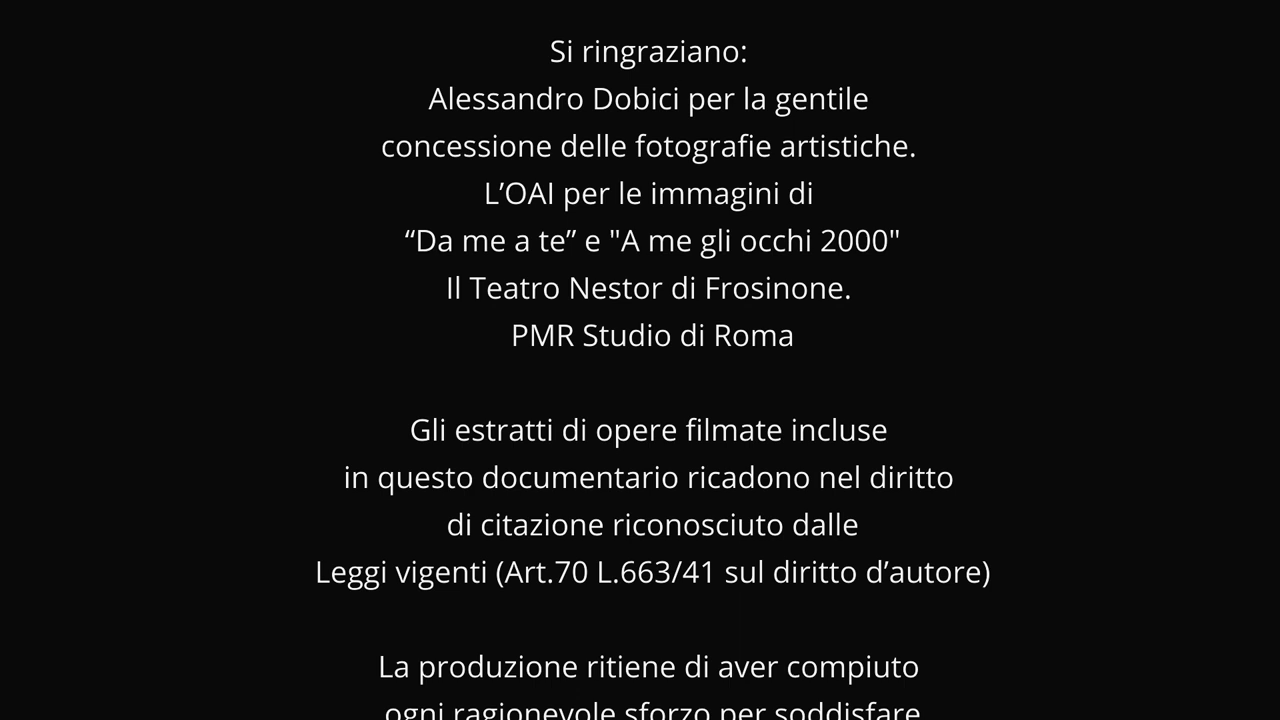 Si ringraziano:
Alessandro Dobici per la gentile
concessione delle fotografie artistiche.
L’OAI per le immagini di
“Da me a te” e "A me gli occhi 2000"
Il Teatro Nestor di Frosinone.
PMR Studio di Roma
Gli estratti di opere filmate incluse
in questo documentario ricadono nel diritto
di citazione riconosciuto dalle
Leggi vigenti (Art.70 L.663/41 sul diritto d’autore)
La produzione ritiene di aver compiuto
ogni ragionevole sforzo per soddisfare